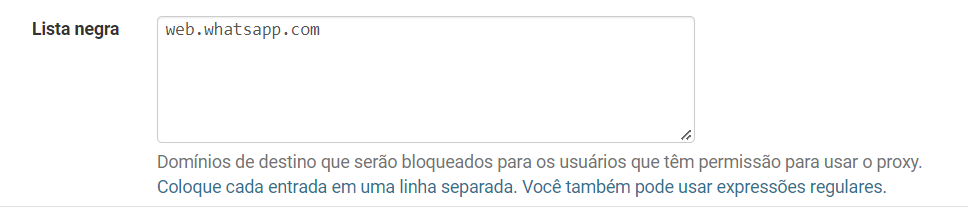 Lista negra
web.whatsapp.com
Domínios de destino que serão bloqueados para os usuários que têm permissão para usar o proxy.
Coloque cada entrada em uma linha separada. Você também pode usar expressões regulares.